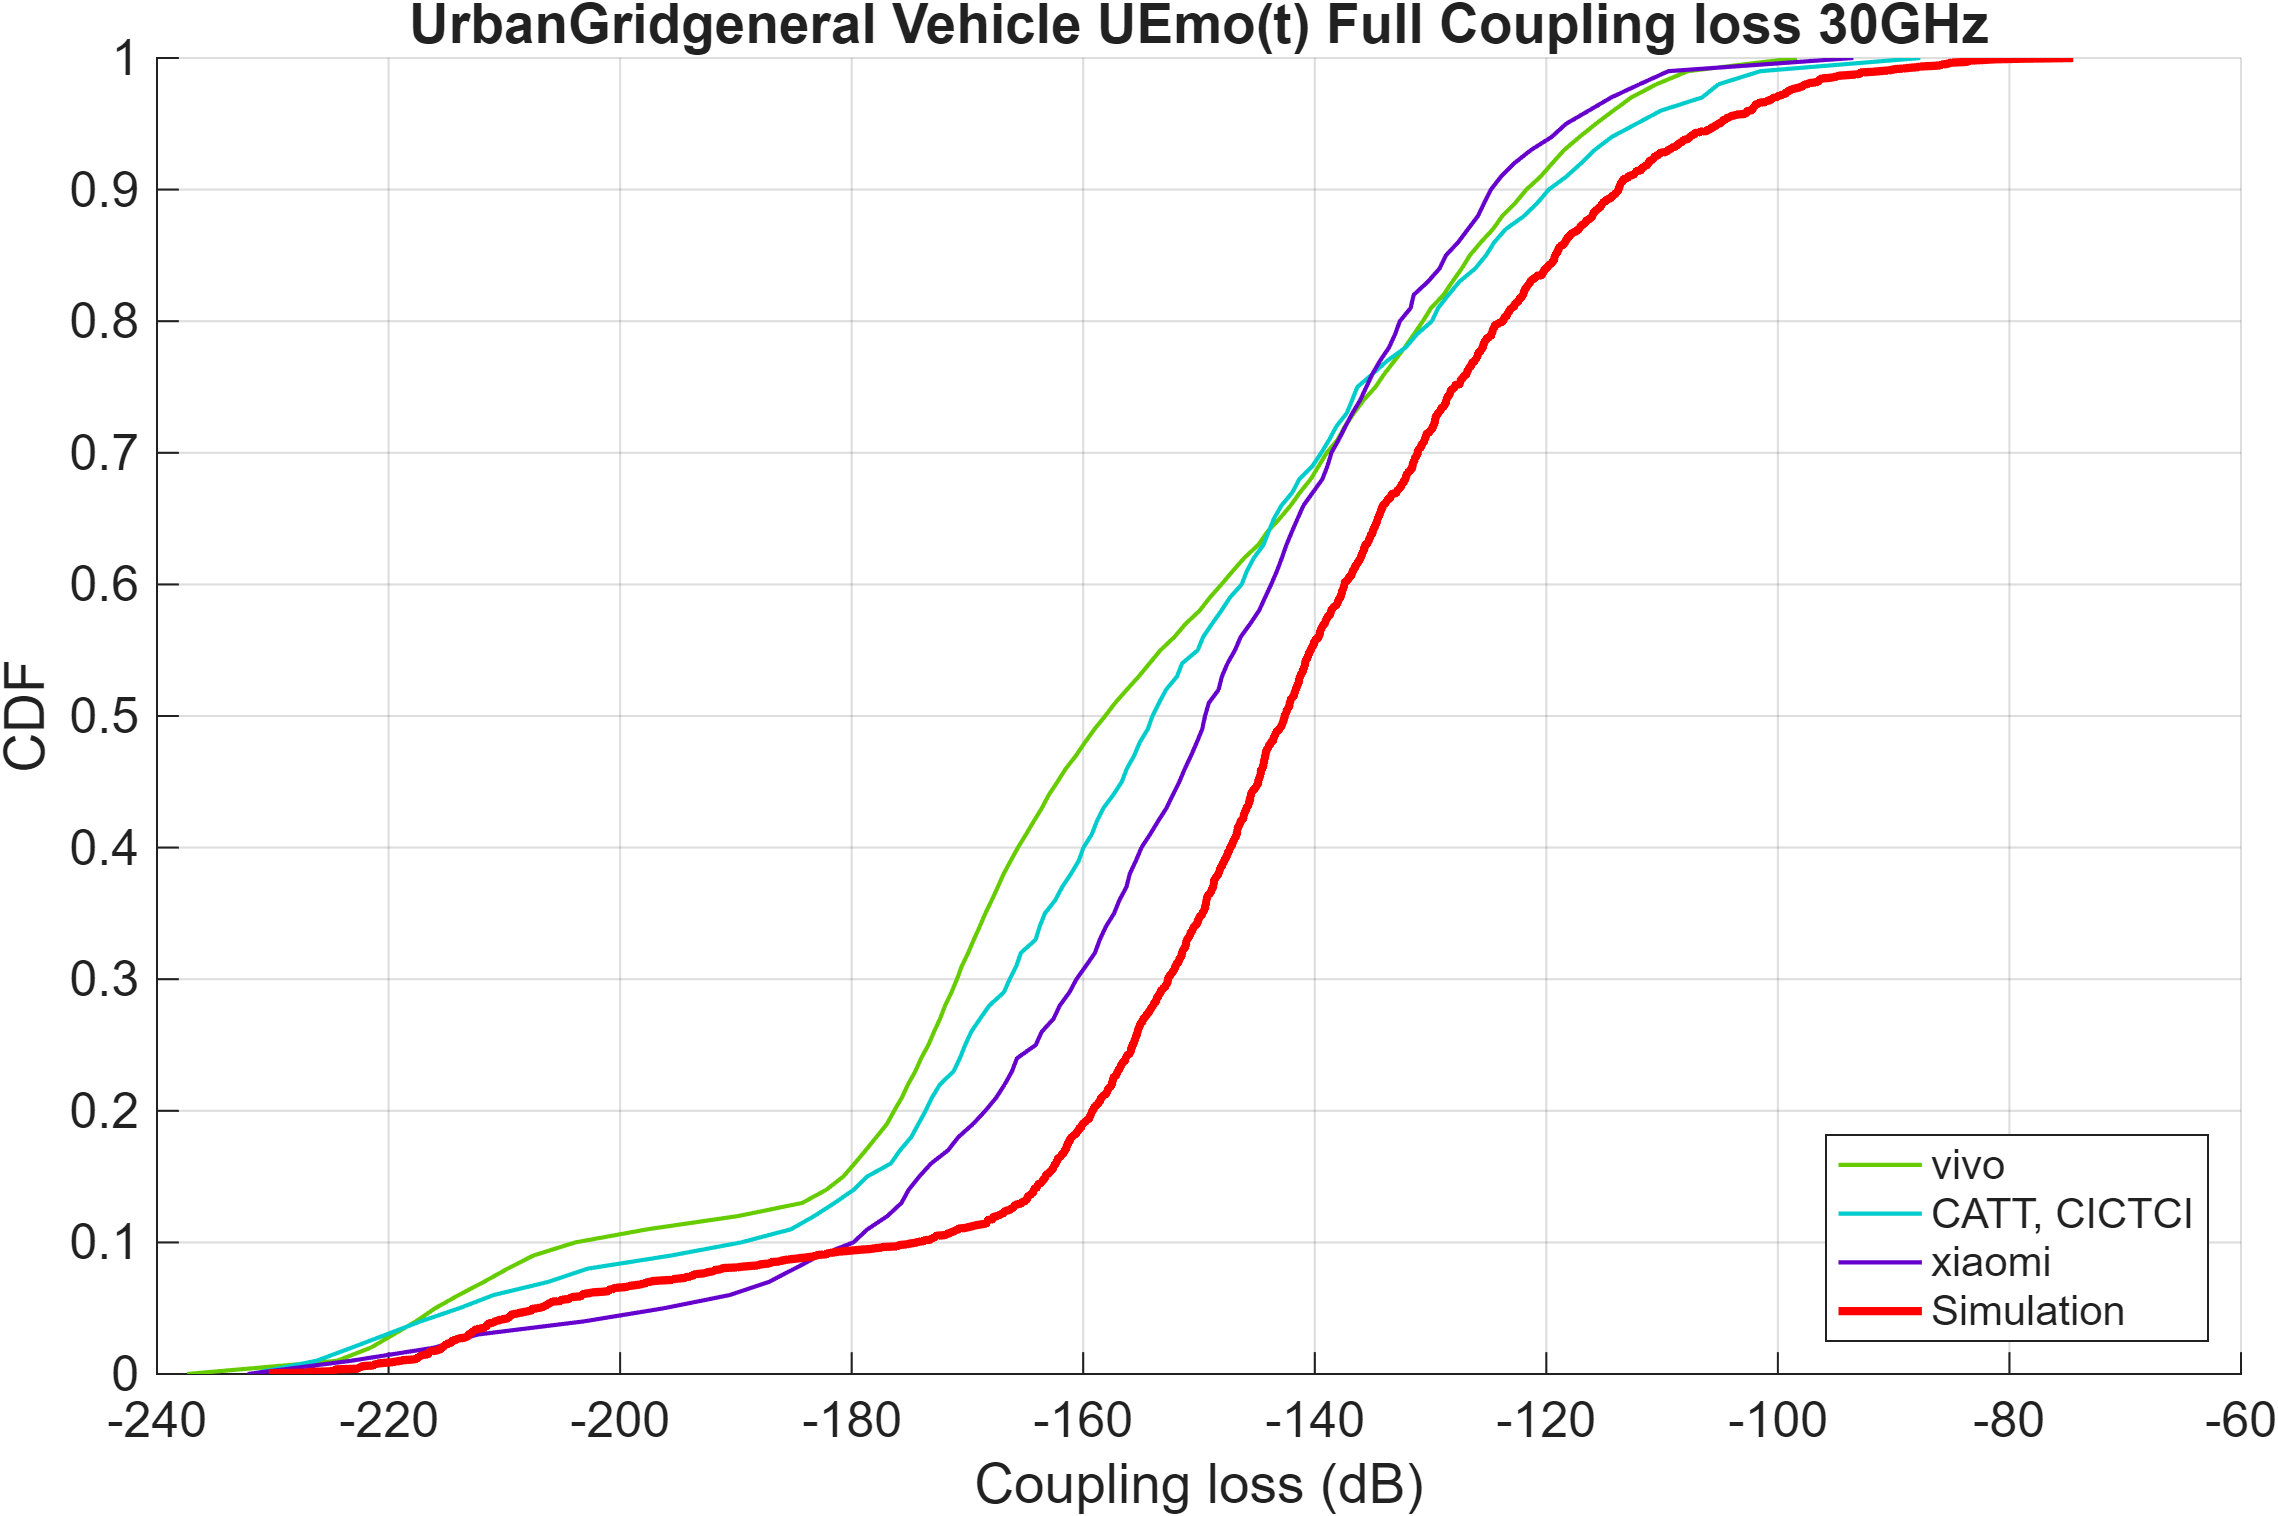 UrbanGridgeneral Vehicle UEmo(t) Full Coupling loss 30GHz
1
0.9
0.8
0.7
0.6
0.5
0.4
0.3
0.2
0.1
0
CDF
-240 -220 -200 -180 -160 -140 -120 -100 -80 -60
Coupling loss (dB)
vivo
CATT, CICTCI
xiaomi
Simulation